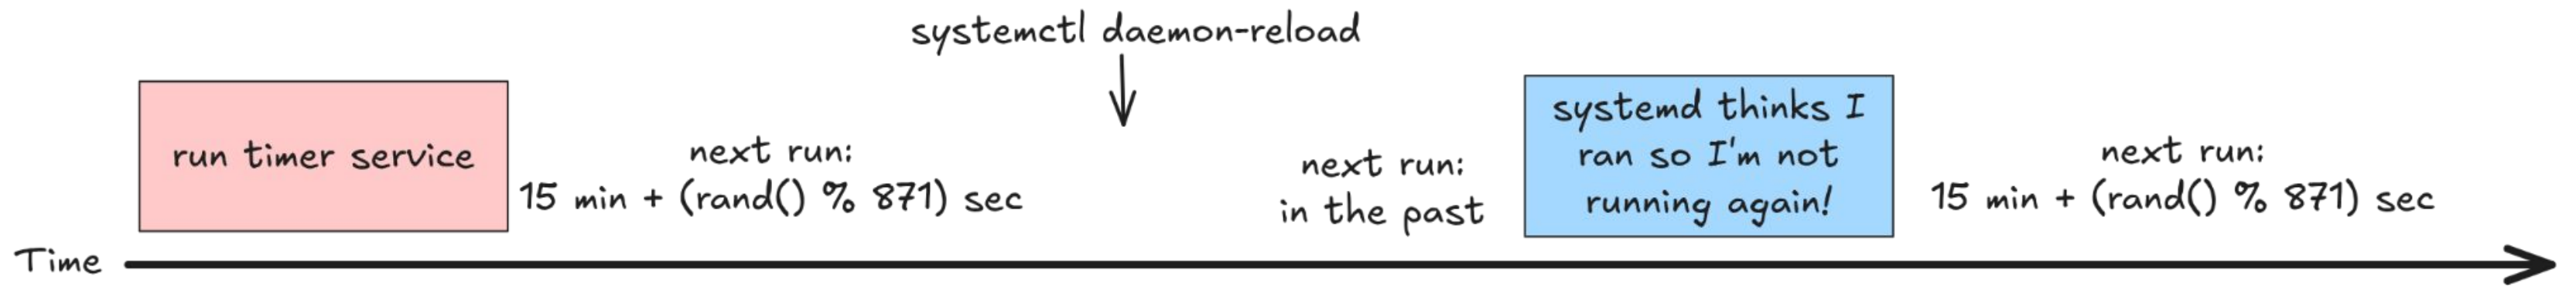 systemctl daemon-reload
run timer service
next run:
15 min + (rand() % 871) sec
next run:
in the past
systemd thinks I
ran so I'm not
running again!
next run:
15 min + (rand() % 871) sec
Time